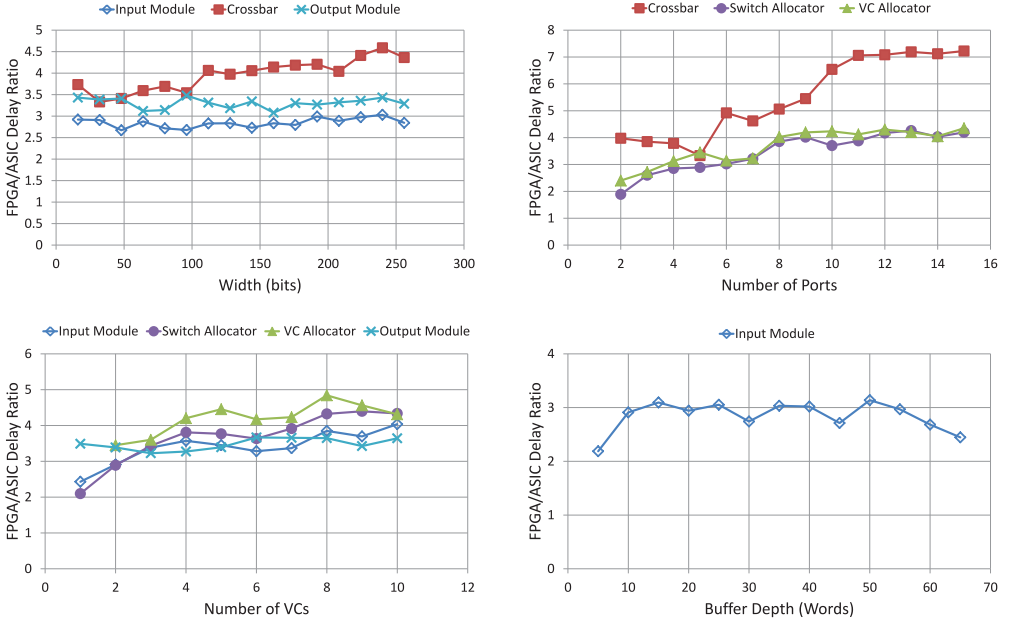 Input Module Crossbar Output Module
FPGA/ASIC Delay Ratio
5
4.5
4
3.5
3
2.5
2
1.5
1
0.5
0
0 50 100 150 200 250 300
Width (bits)
Crossbar Switch Allocator VC Allocator
FPGA/ASIC Delay Ratio
8
7
6
5
4
3
2
1
0
0 2 4 6 8 10 12 14 16
Number of Ports
Input Module Switch Allocator VC Allocator Output Module
FPGA/ASIC Delay Ratio
6
5
4
3
2
1
0
0 2 4 6 8 10 12
Number of VCs
Input Module
FPGA/ASIC Delay Ratio
4
3
2
1
0
0 10 20 30 40 50 60 70
Buffer Depth (Words)